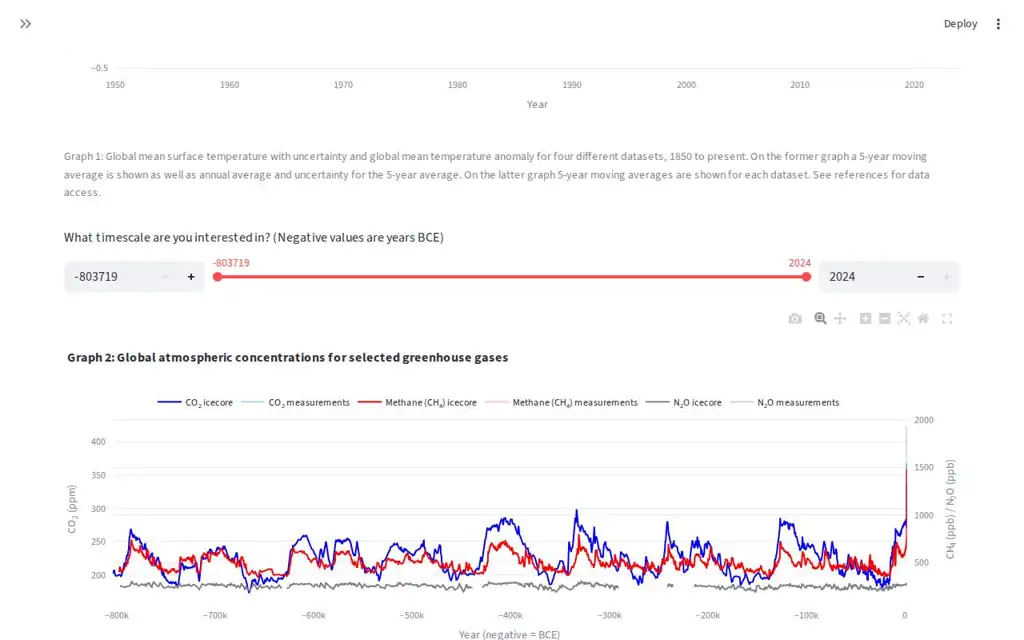 Deploy
−0.5
1950 1960 1970 1980 1990 2000 2010 2020
Year
Graph 1: Global mean surface temperature with uncertainty and global mean temperature anomaly for four different datasets, 1850 to present. On the former graph a 5-year moving
average is shown as well as annual average and uncertainty for the 5-year average. On the latter graph 5-year moving averages are shown for each dataset. See references for data
access.
What timescale are you interested in? (Negative values are years BCE)
-803719 2024
-803719 2024
Graph 2: Global atmospheric concentrations for selected greenhouse gases
CO₂ icecore CO₂ measurements Methane (CH₄) icecore Methane (CH₄) measurements N₂O icecore N₂O measurements
2000
400
350 1500
300 1000
250
200 500
CO₂ (ppm)
CH₄ (ppb) / N₂O (ppb)
−800k −700k −600k −500k −400k −300k −200k −100k 0
Year (negative = BCE)